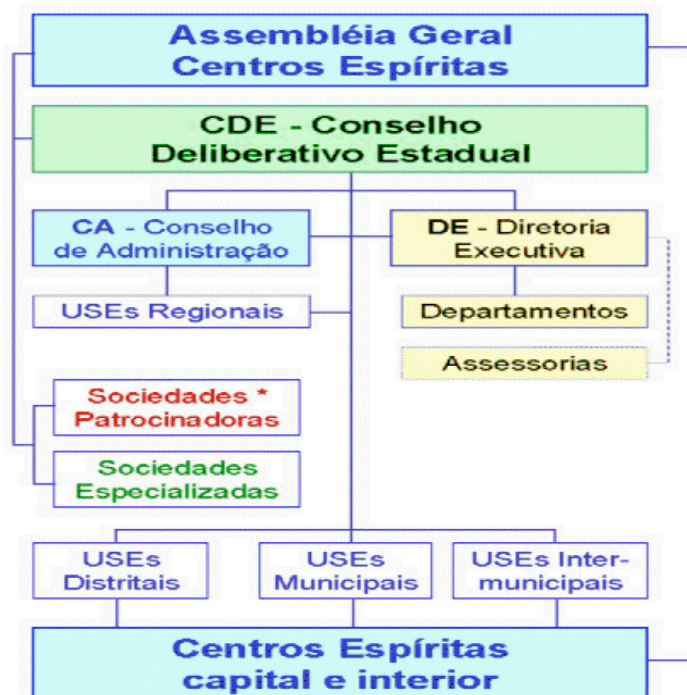 Assembléia Geral
Centros Espíritas
CDE - Conselho
Deliberativo Estadual
CA - Conselho
de Administração
DE - Diretoria
Executiva
USEs Regionais
Departamentos
Assessorias
Sociedades *
Patrocinadoras
Sociedades
Especializadas
USEs
Distritais
USEs
Municipais
USEs Inter-
municipais
Centros Espíritas
capital e interior